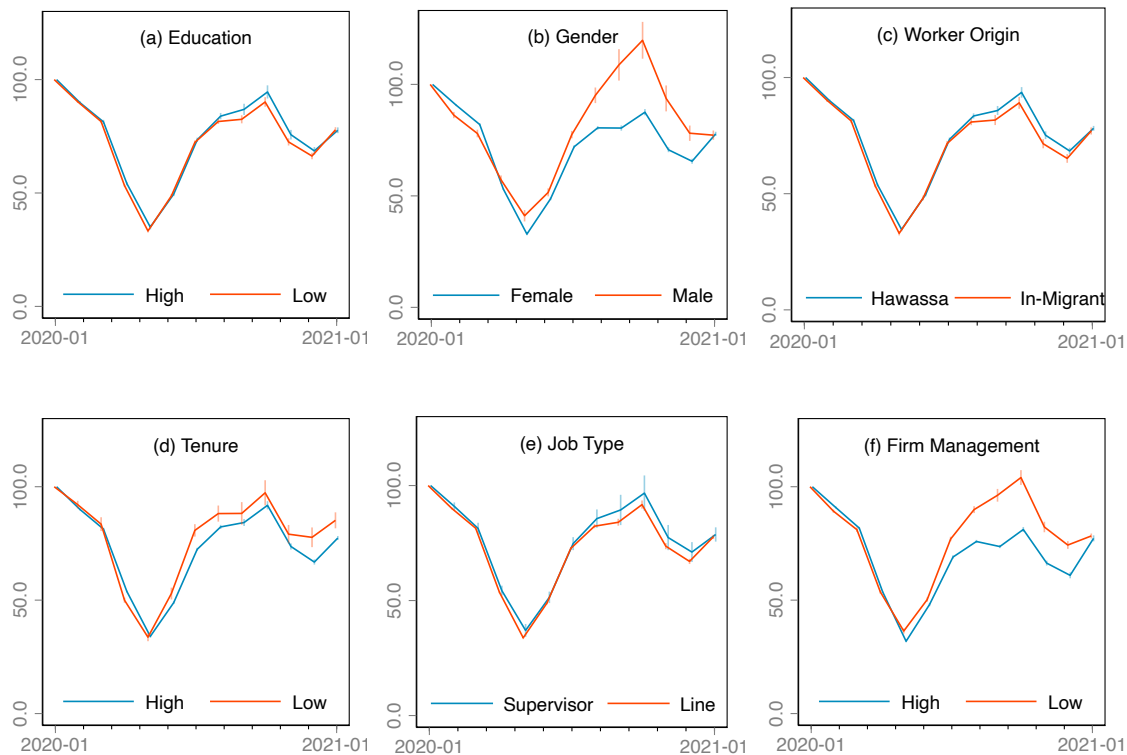 (a) Education
100.0
50.0
0.0
High
Low
2020-01
2021-01
(b) Gender
100.0
50.0
0.0
Female
Male
2020-01
2021-01
(c) Worker Origin
100.0
50.0
0.0
Hawassa
In-Migrant
2020-01
2021-01
(d) Tenure
100.0
50.0
0.0
High
Low
2020-01
2021-01
(e) Job Type
100.0
50.0
0.0
Supervisor
Line
2020-01
2021-01
(f) Firm Management
100.0
50.0
0.0
High
Low
2020-01
2021-01